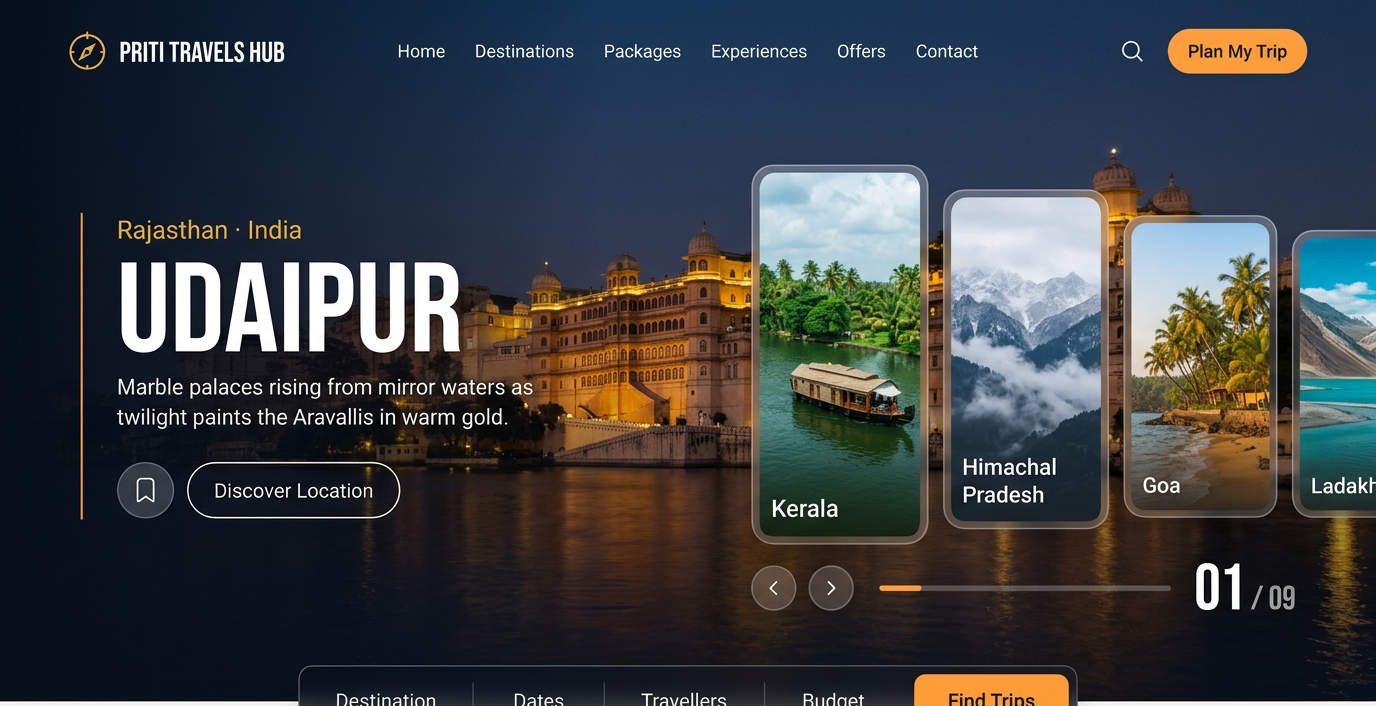 PRITI TRAVELS HUB
Home
Destinations
Packages
Experiences
Offers
Contact
Plan My Trip
Rajasthan · India
UDAIPUR
Marble palaces rising from mirror waters as
twilight paints the Aravallis in warm gold.
Discover Location
Kerala
Himachal
Pradesh
Goa
Ladakh
01 / 09
Destination
Dates
Travellers
Budget
Find Trips